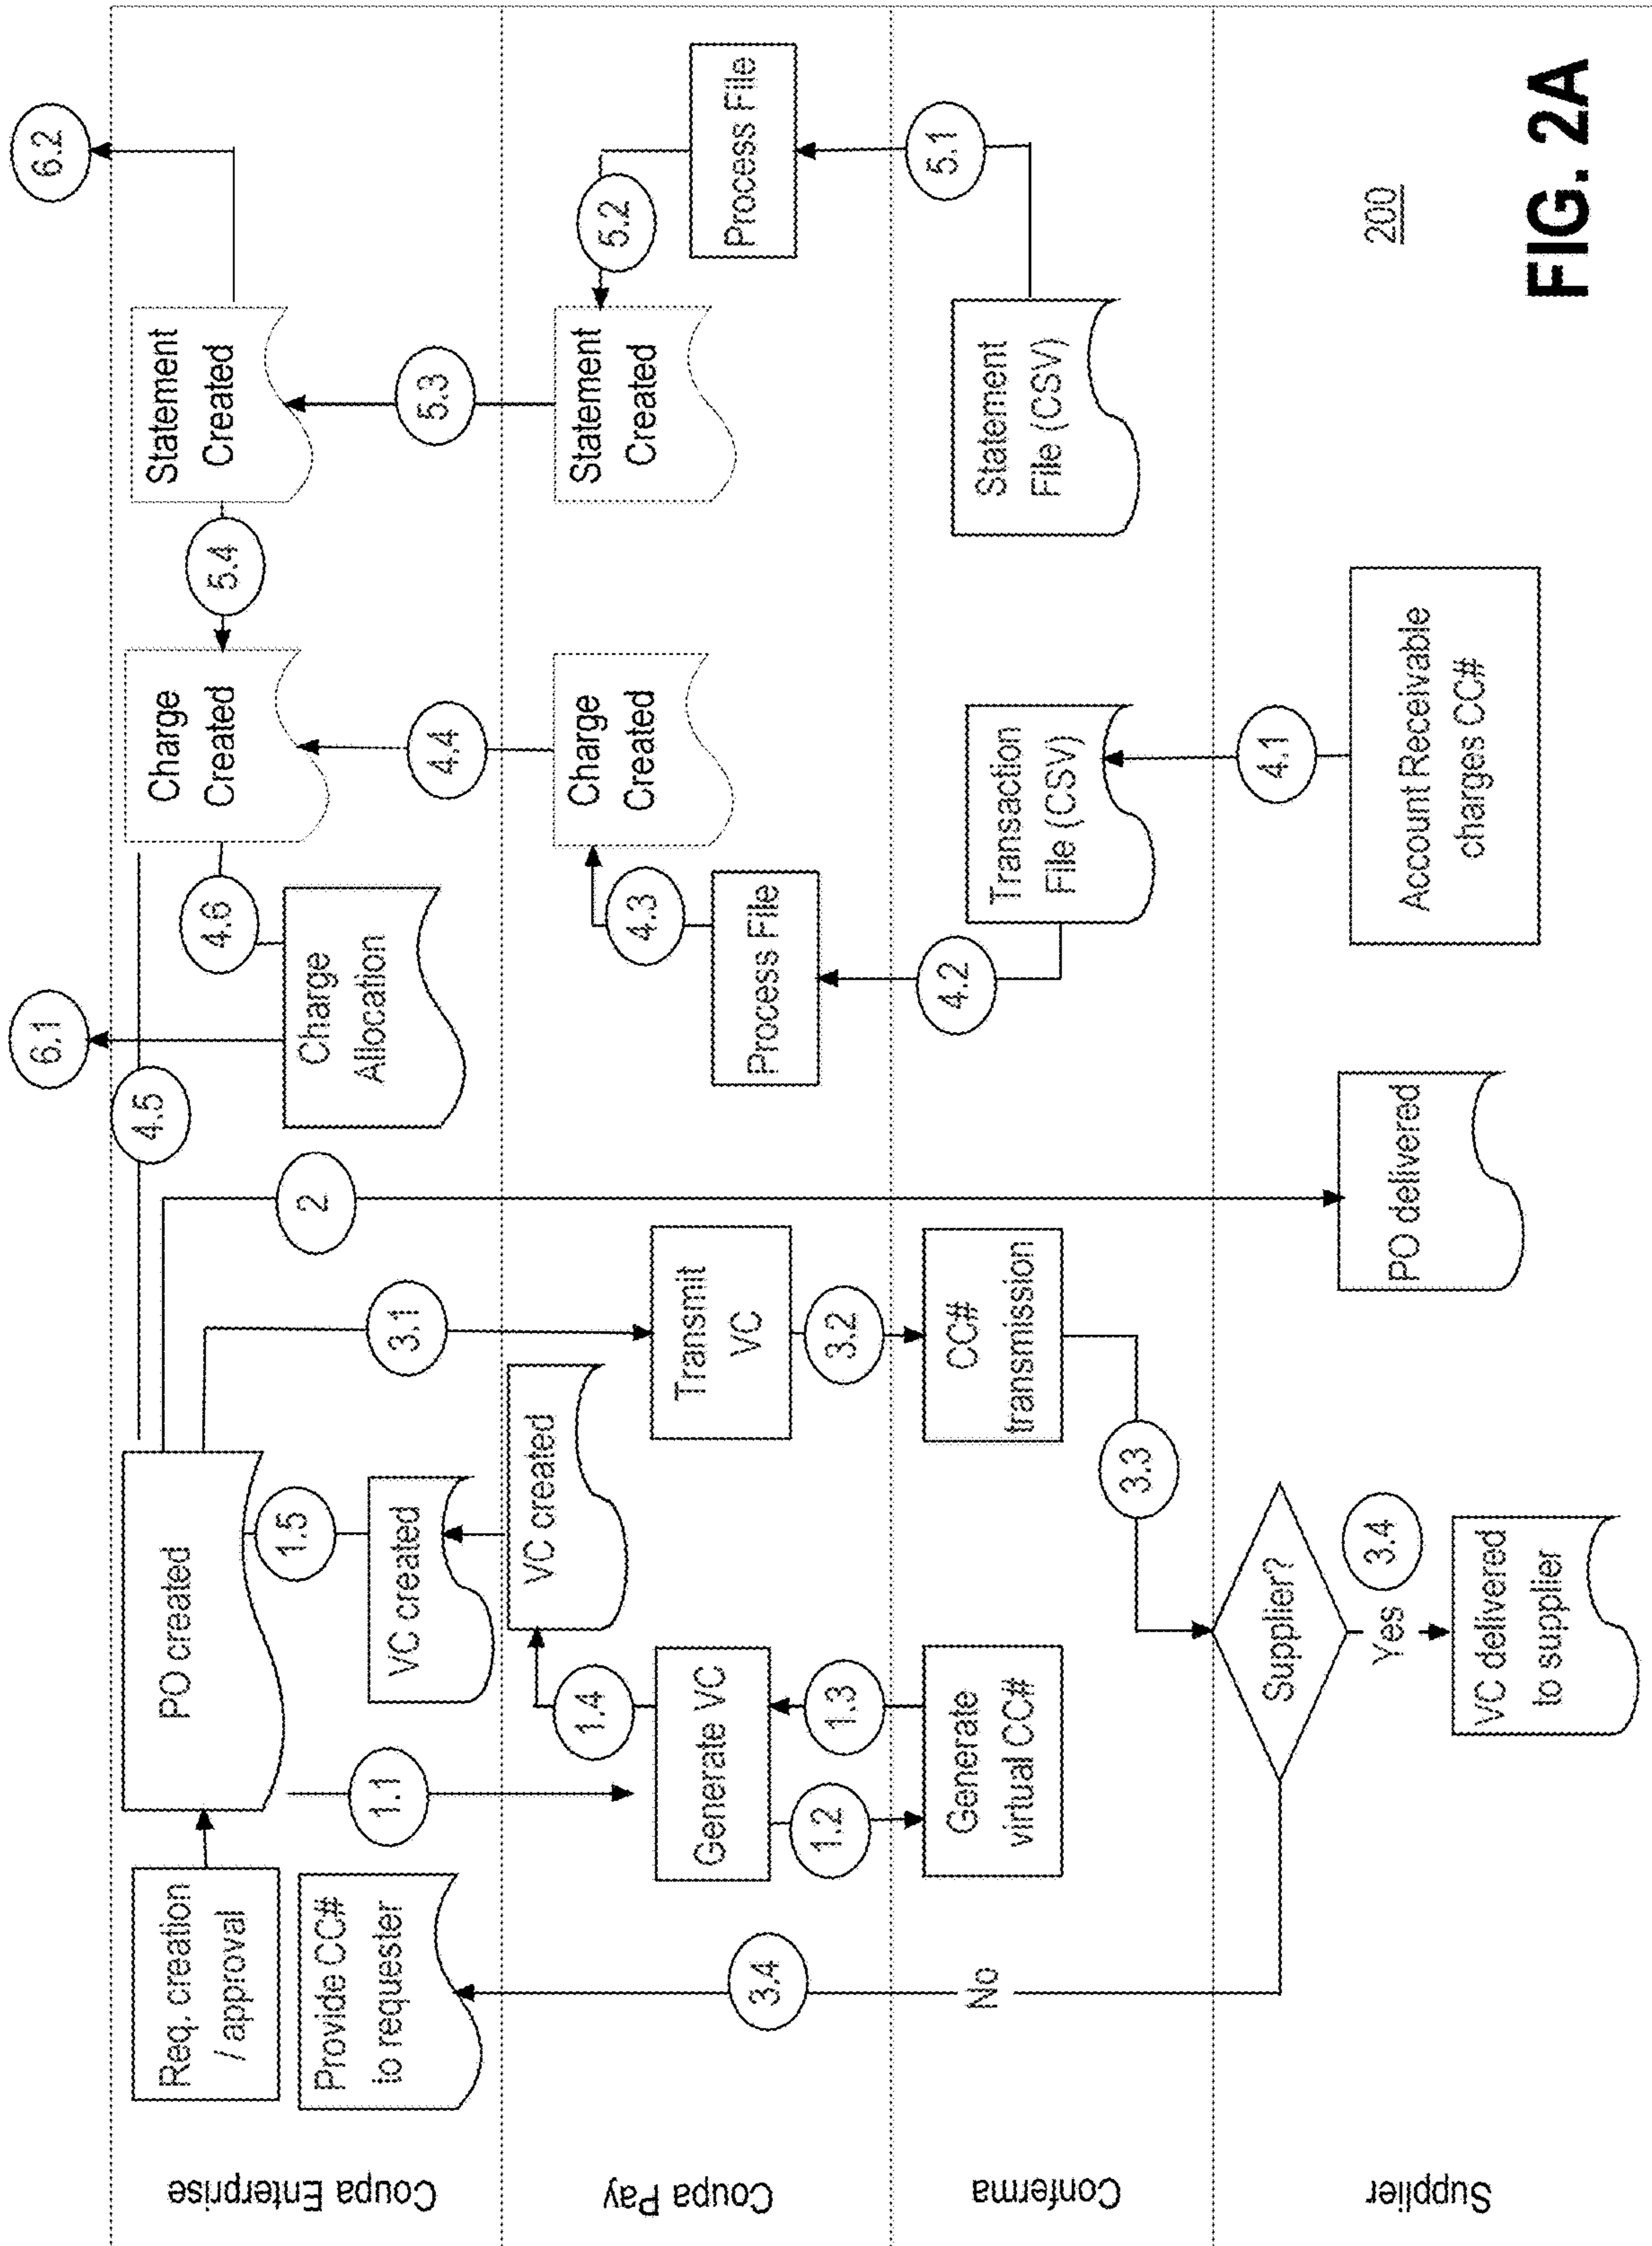 Coupa Enterprise
Req. creation
/ approval
PO created
Provide CC#
to requester
1.1
VC created
1.5
3.1
2
4.5
6.1
Charge
Allocation
4.6
Charge
Created
5.4
Statement
Created
6.2
Coupa Pay
3.4
Generate VC
1.2
1.3
1.4
VC created
Transmit
VC
3.2
Process File
4.3
Charge
Created
4.4
Statement
Created
5.3
5.2
Process File
Conferma
No
Generate
virtual CC#
CC#
transmission
3.3
4.2
Transaction
File (CSV)
Statement
File (CSV)
5.1
Supplier
Supplier?
Yes
3.4
VC delivered
to supplier
PO delivered
4.1
Account Receivable
charges CC#
200
FIG. 2A